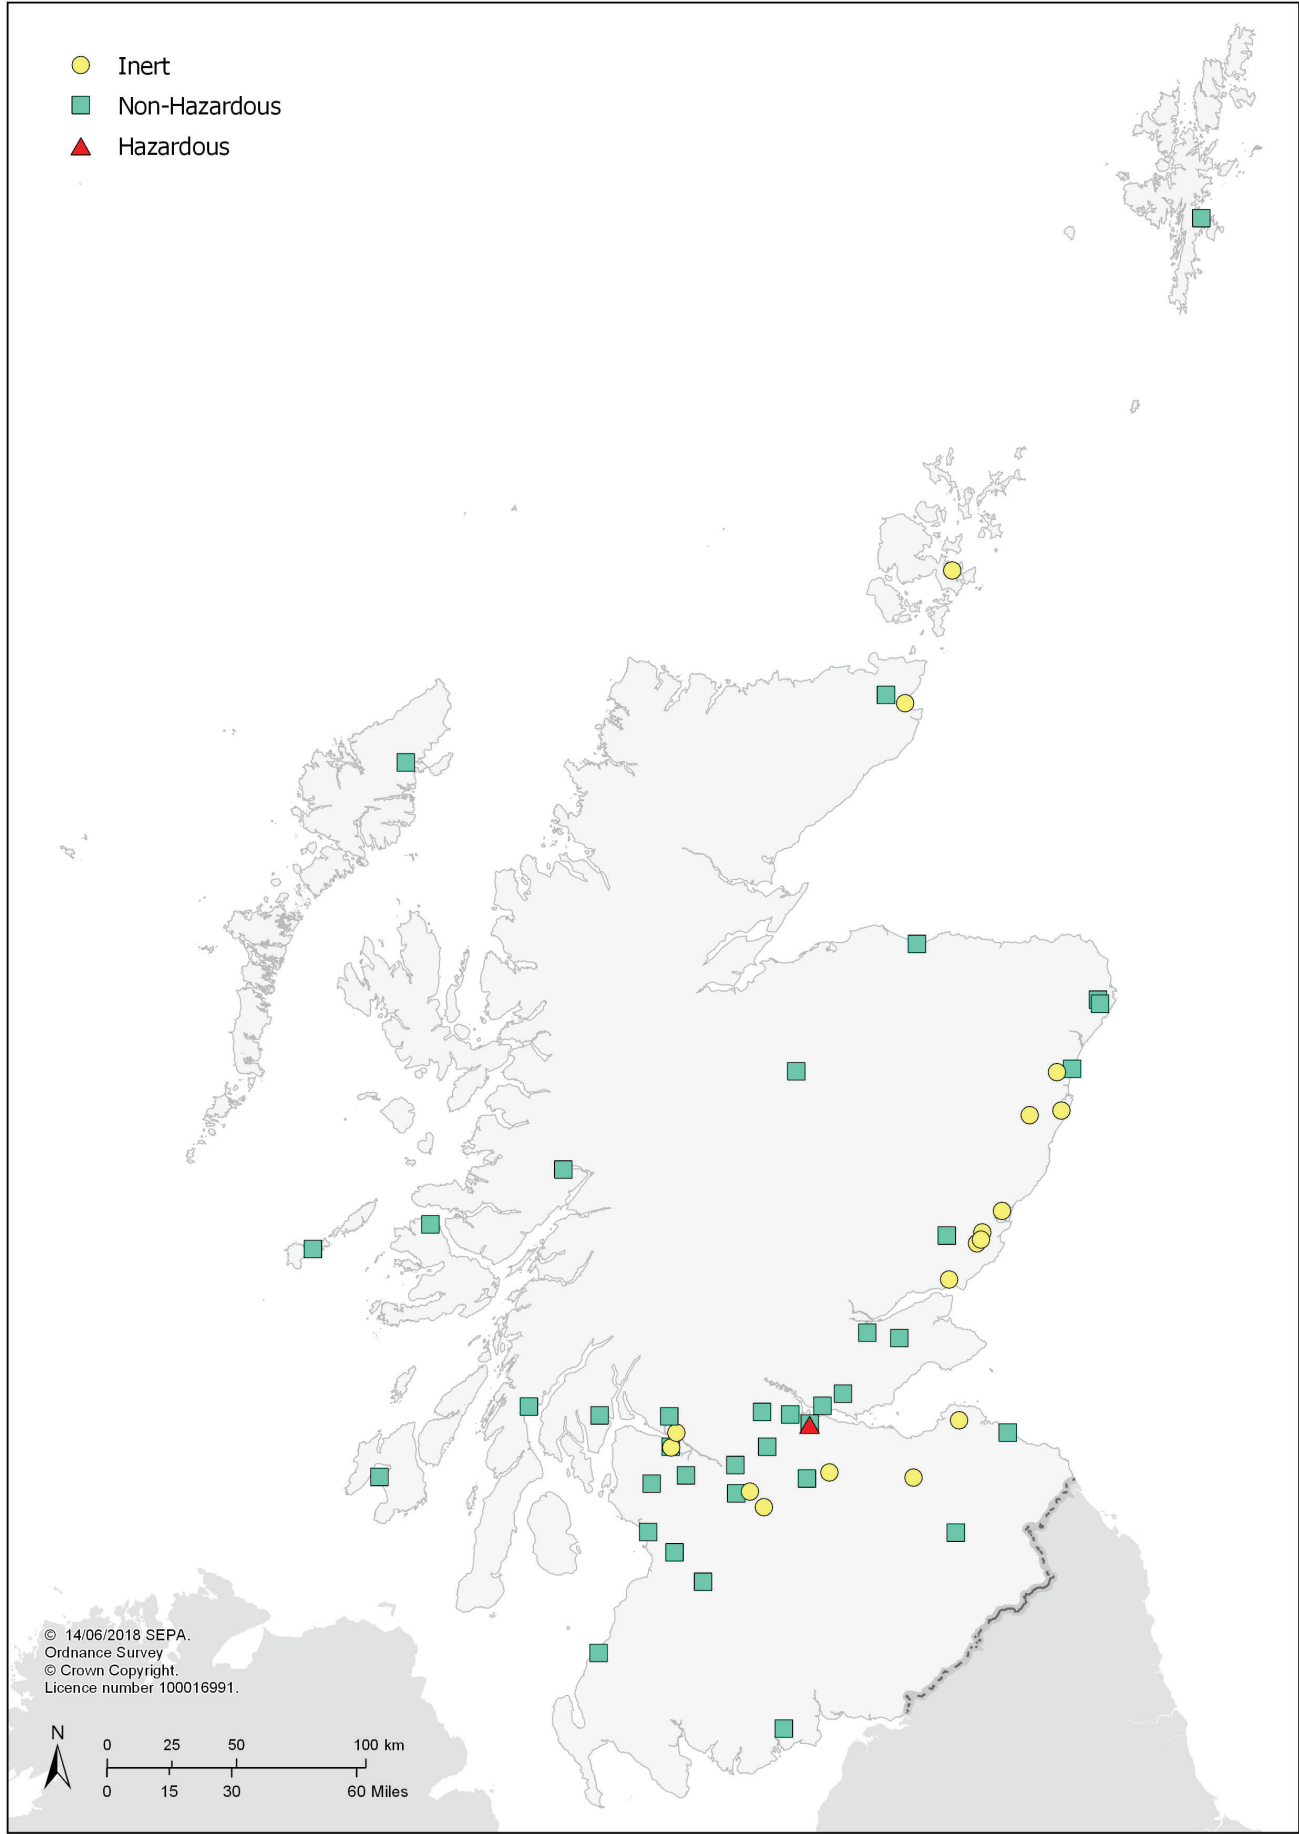 Inert
Non-Hazardous
Hazardous
© 14/06/2018 SEPA.
Ordnance Survey
© Crown Copyright.
Licence number 100016991.
N
0 25 50 100 km
0 15 30 60 Miles